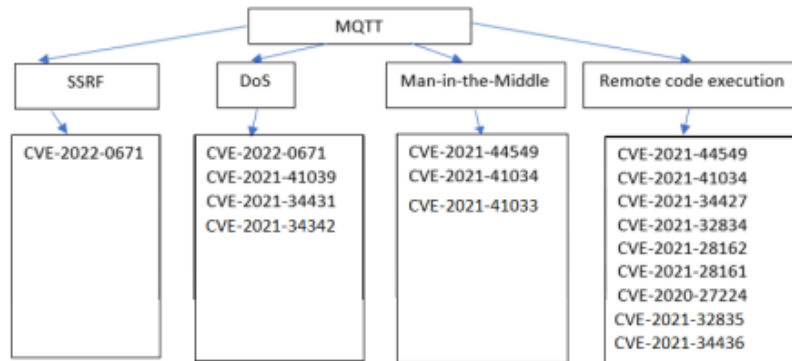 MQTT
SSRF
DoS
Man-in-the-Middle
Remote code execution
CVE-2022-0671
CVE-2022-0671
CVE-2021-41039
CVE-2021-34431
CVE-2021-34342
CVE-2021-44549
CVE-2021-41034
CVE-2021-41033
CVE-2021-44549
CVE-2021-41034
CVE-2021-34427
CVE-2021-32834
CVE-2021-28162
CVE-2021-28161
CVE-2020-27224
CVE-2021-32835
CVE-2021-34436